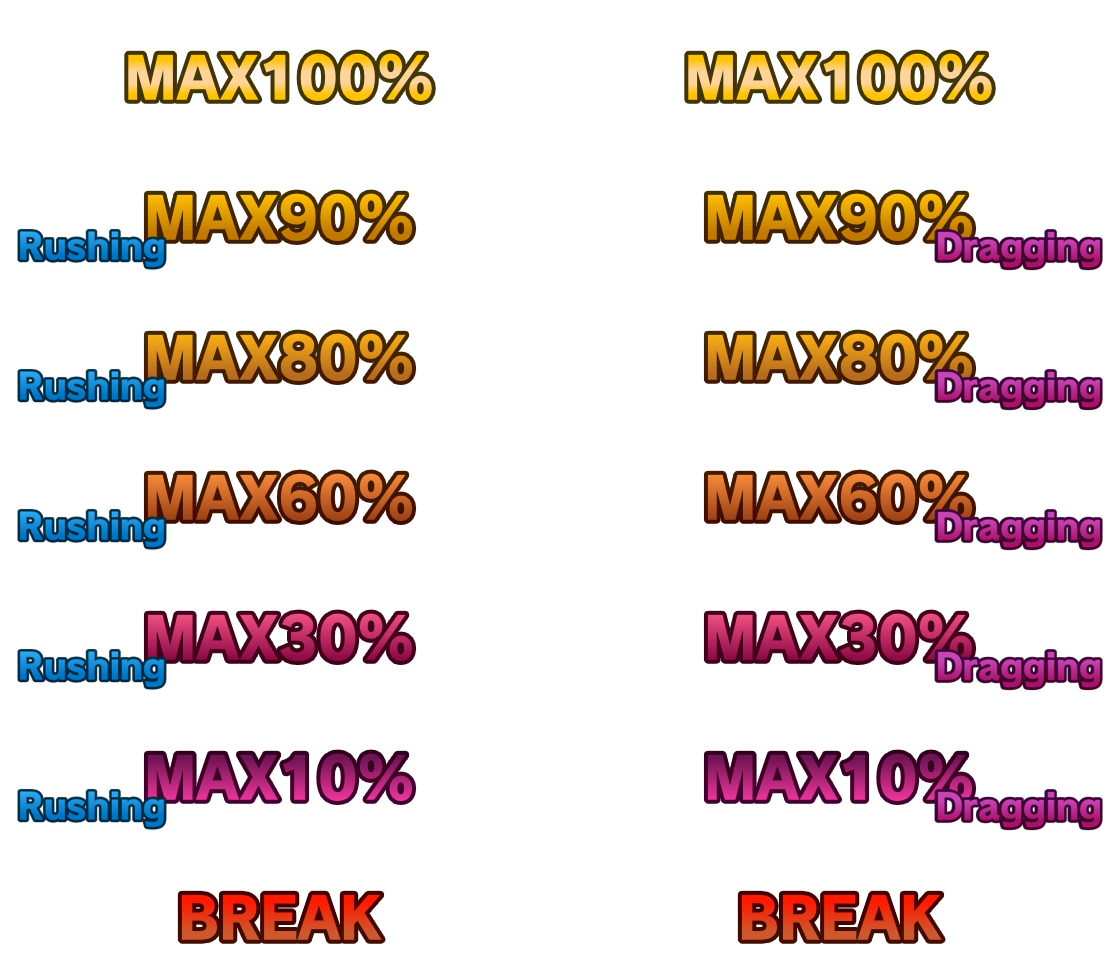 MAX100% MAX100%
MAX90% MAX90%
Rushing Dragging
MAX80% MAX80%
Rushing Dragging
MAX60% MAX60%
Rushing Dragging
MAX30% MAX30%
Rushing Dragging
MAX10% MAX10%
Rushing Dragging
BREAK BREAK